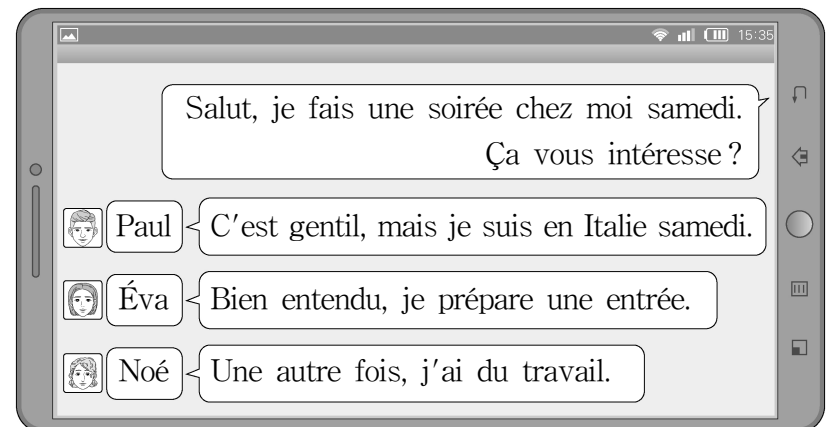 15:35
Salut, je fais une soirée chez moi samedi.
Ça vous intéresse ?
Paul
C'est gentil, mais je suis en Italie samedi.
Éva
Bien entendu, je prépare une entrée.
Noé
Une autre fois, j'ai du travail.